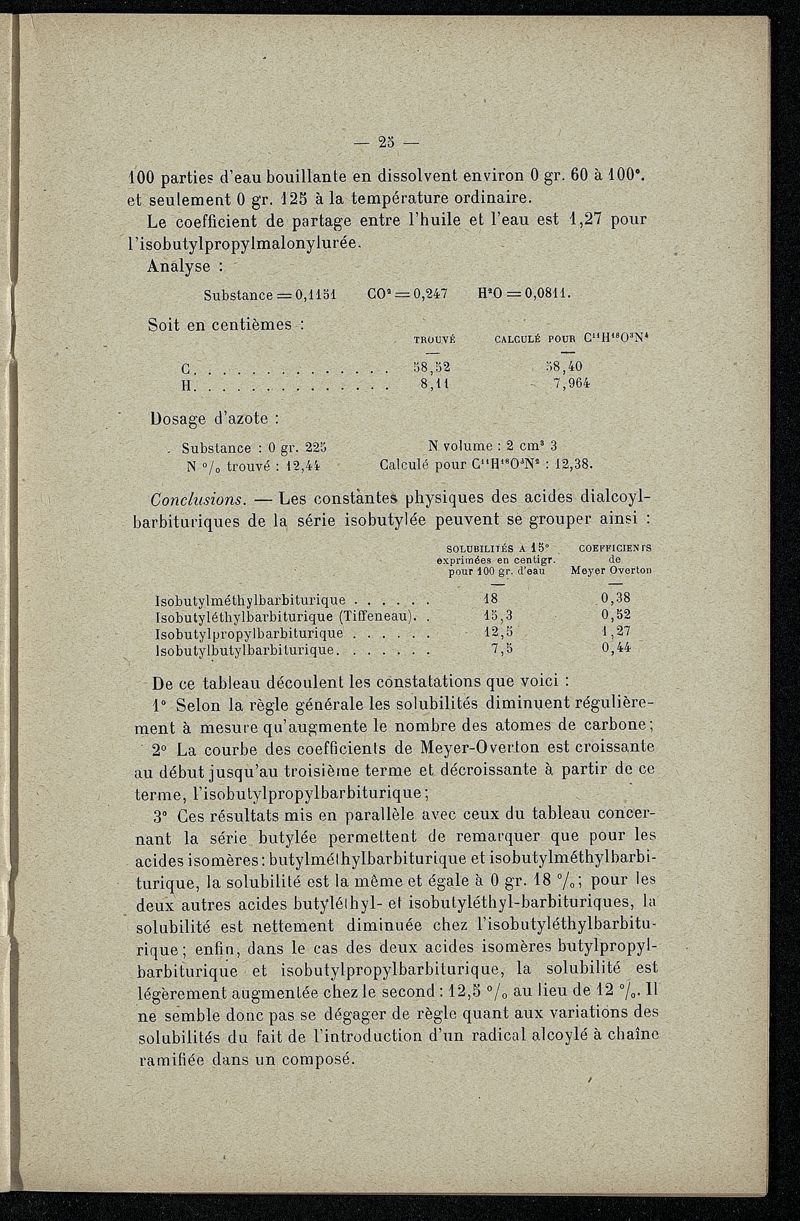 — 25 —
100 parties d'eau bouillante en dissolvent environ 0 gr. 60 à 100°.
et seulement 0 gr. 125 à la température ordinaire.
Le coefficient de partage entre l'huile et l'eau est 1,27 pour
l'isobutylpropylmalonylurée.
Analyse :
Substance = 0,1151 CO² = 0,247 H²O = 0,0811.
Soit en centièmes :
TROUVÉ CALCULÉ POUR C¹¹H¹⁸O³N⁴
C. . . . . . . . . . . . . . 58,52 58,40
H. . . . . . . . . . . . . . 8,11 7,964
Dosage d'azote :
Substance : 0 gr. 225 N volume : 2 cm³ 3
N °/o trouvé : 12,44 Calculé pour C¹¹H¹⁸O³N² : 12,38.
Conclusions. — Les constantes physiques des acides dialcoyl-
barbituriques de la série isobutylée peuvent se grouper ainsi :
SOLUBILITÉS A 15° COEFFICIENTS
exprimées en centigr. de
pour 100 gr. d'eau Meyer Overton
Isobutylméthylbarbiturique . . . . . . 18 0,38
Isobutyléthylbarbiturique (Tiffeneau). . 15,3 0,52
Isobutylpropylbarbiturique . . . . . . 12,5 1,27
Isobutylbutylbarbiturique. . . . . . . 7,5 0,44
De ce tableau découlent les constatations que voici :
1° Selon la règle générale les solubilités diminuent régulière-
ment à mesure qu'augmente le nombre des atomes de carbone;
2° La courbe des coefficients de Meyer-Overton est croissante
au début jusqu'au troisième terme et décroissante à partir de ce
terme, l'isobutylpropylbarbiturique;
3° Ces résultats mis en parallèle avec ceux du tableau concer-
nant la série butylée permettent de remarquer que pour les
acides isomères : butylméthylbarbiturique et isobutylméthylbarbi-
turique, la solubilité est la même et égale à 0 gr. 18 °/o; pour les
deux autres acides butyléthyl- et isobutyléthyl-barbituriques, la
solubilité est nettement diminuée chez l'isobutyléthylbarbitu-
rique; enfin, dans le cas des deux acides isomères butylpropyl-
barbiturique et isobutylpropylbarbiturique, la solubilité est
légèrement augmentée chez le second : 12,5 °/o au lieu de 12 °/o. Il
ne semble donc pas se dégager de règle quant aux variations des
solubilités du fait de l'introduction d'un radical alcoylé à chaîne
ramifiée dans un composé.